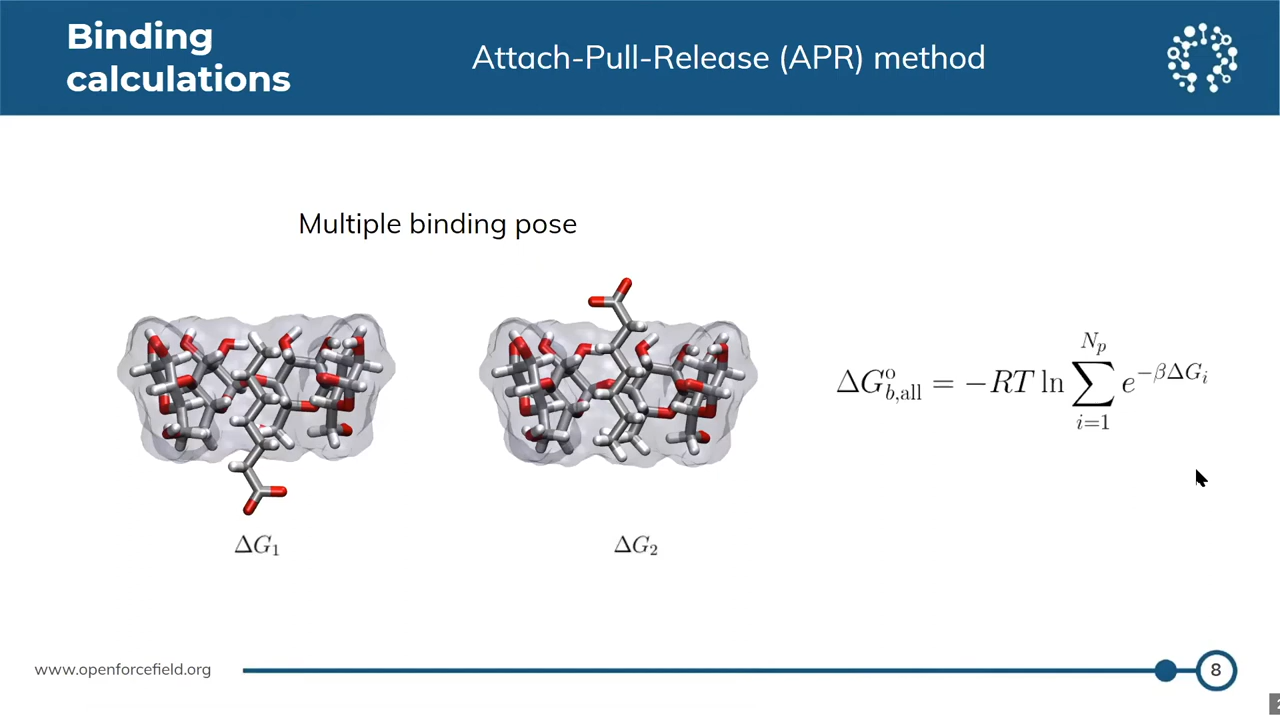 Binding
calculations
Attach-Pull-Release (APR) method
Multiple binding pose
ΔG°_{b,all} = −RT ln ∑_{i=1}^{N_p} e^{−βΔG_i}
ΔG₁
ΔG₂
www.openforcefield.org
8